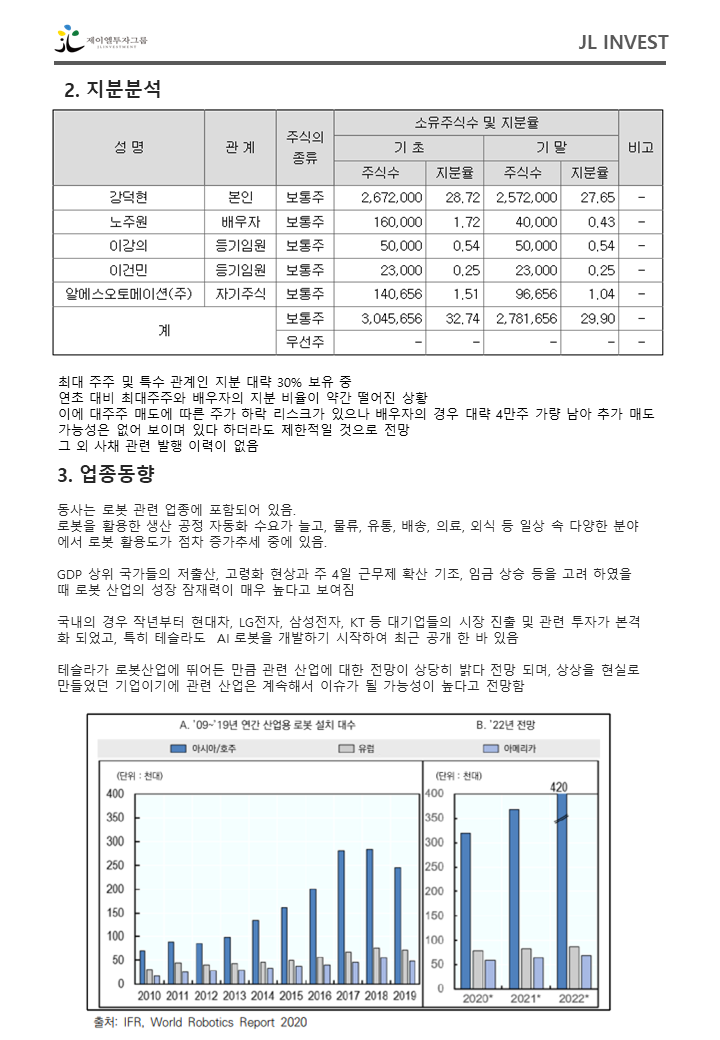 제이엘투자그룹
JLINVESTMENT
JL INVEST
2. 지분분석
성 명 관 계 주식의 종류 소유주식수 및 지분율 비고
기 초 기 말
주식수 지분율 주식수 지분율
강덕현 본인 보통주 2,672,000 28.72 2,572,000 27.65 -
노주원 배우자 보통주 160,000 1.72 40,000 0.43 -
이강의 등기임원 보통주 50,000 0.54 50,000 0.54 -
이건민 등기임원 보통주 23,000 0.25 23,000 0.25 -
알에스오토메이션(주) 자기주식 보통주 140,656 1.51 96,656 1.04 -
계 보통주 3,045,656 32.74 2,781,656 29.90 -
우선주 - - - - -
최대 주주 및 특수 관계인 지분 대략 30% 보유 중
연초 대비 최대주주와 배우자의 지분 비율이 약간 떨어진 상황
이에 대주주 매도에 따른 주가 하락 리스크가 있으나 배우자의 경우 대략 4만주 가량 남아 추가 매도
가능성은 없어 보이며 있다 하더라도 제한적일 것으로 전망
그 외 사채 관련 발행 이력이 없음
3. 업종동향
동사는 로봇 관련 업종에 포함되어 있음.
로봇을 활용한 생산 공정 자동화 수요가 늘고, 물류, 유통, 배송, 의료, 외식 등 일상 속 다양한 분야
에서 로봇 활용도가 점차 증가추세 중에 있음.
GDP 상위 국가들의 저출산, 고령화 현상과 주 4일 근무제 확산 기조, 임금 상승 등을 고려 하였을
때 로봇 산업의 성장 잠재력이 매우 높다고 보여짐
국내의 경우 작년부터 현대차, LG전자, 삼성전자, KT 등 대기업들의 시장 진출 및 관련 투자가 본격
화 되었고, 특히 테슬라도 AI 로봇을 개발하기 시작하여 최근 공개 한 바 있음
테슬라가 로봇산업에 뛰어든 만큼 관련 산업에 대한 전망이 상당히 밝다 전망 되며, 상상을 현실로
만들었던 기업이기에 관련 산업은 계속해서 이슈가 될 가능성이 높다고 전망함
A. '09~'19년 연간 산업용 로봇 설치 대수 B. '22년 전망
아시아/호주 유럽 아메리카
(단위 : 천대)
400
350
300
250
200
150
100
50
0
2010 2011 2012 2013 2014 2015 2016 2017 2018 2019
(단위 : 천대)
420
400
350
300
250
200
150
100
50
0
2020* 2021* 2022*
출처: IFR, World Robotics Report 2020